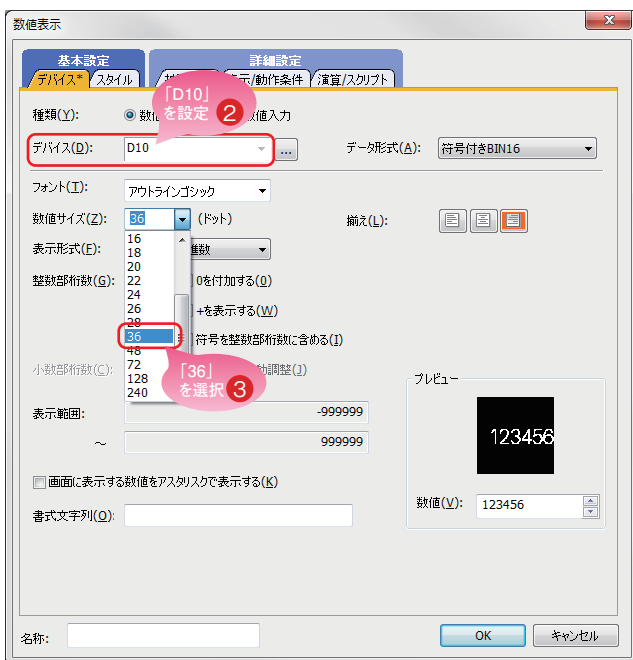 数値表示
基本設定
詳細設定
デバイス*
スタイル
示/動作条件
演算/スクリプト
「D10」
を設定 2
種類(Y):
数値入力
デバイス(D):
D10
...
データ形式(A):
符号付きBIN16
フォント(T):
アウトラインゴシック
数値サイズ(Z):
36
(ドット)
揃え(L):
表示形式(F):
進数
16
18
20
22
24
26
28
36
48
72
128
240
整数部桁数(G):
0を付加する(0)
+を表示する(W)
符号を整数部桁数に含める(I)
小数部桁数(C):
動調整(J)
「36」
を選択 3
表示範囲:
-999999
～
999999
プレビュー
123456
数値(V):
123456
画面に表示する数値をアスタリスクで表示する(K)
書式文字列(O):
名称:
OK
キャンセル